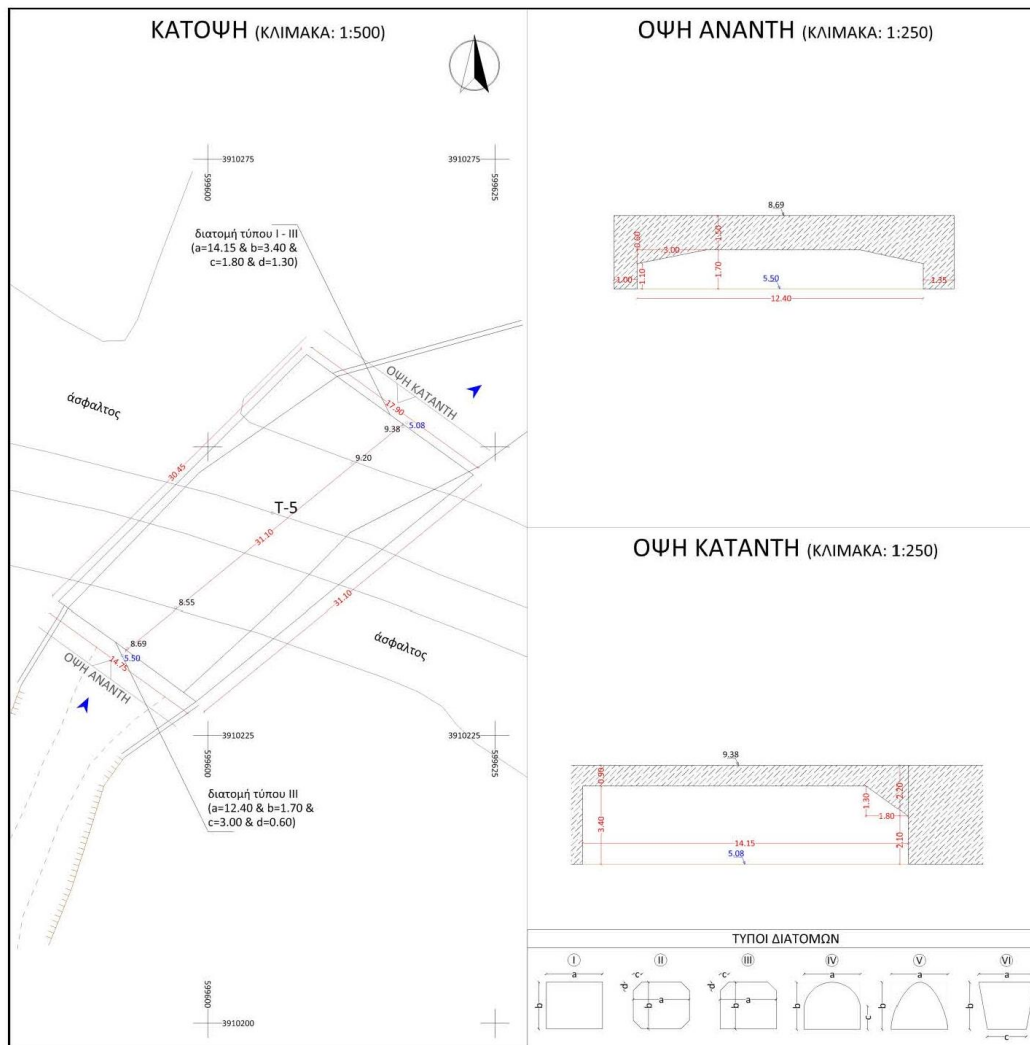 ΚΑΤΟΨΗ (ΚΛΙΜΑΚΑ: 1:500)
3910275
3910275
599600
599625
διατομή τύπου Ι - ΙΙΙ
(a=14.15 & b=3.40 &
c=1.80 & d=1.30)
άσφαλτος
ΟΨΗ ΚΑΤΑΝΤΗ
17.90
5.08
9.38
9.20
30.45
T-5
31.10
31.10
8.55
8.69
5.50
14.75
ΟΨΗ ΑΝΑΝΤΗ
άσφαλτος
3910225
3910225
599600
599625
διατομή τύπου ΙΙΙ
(a=12.40 & b=1.70 &
c=3.00 & d=0.60)
599600
3910200
ΟΨΗ ΑΝΑΝΤΗ (ΚΛΙΜΑΚΑ: 1:250)
8.69
0.60
1.50
3.00
1.00
1.10
1.70
5.50
1.35
12.40
ΟΨΗ ΚΑΤΑΝΤΗ (ΚΛΙΜΑΚΑ: 1:250)
9.38
0.90
1.30
2.20
1.80
3.40
14.15
2.10
5.08
ΤΥΠΟΙ ΔΙΑΤΟΜΩΝ
I II III IV V VI
a
b
c
d
b
a
c
d
b
a
a
b
c
a
b
a
b
c